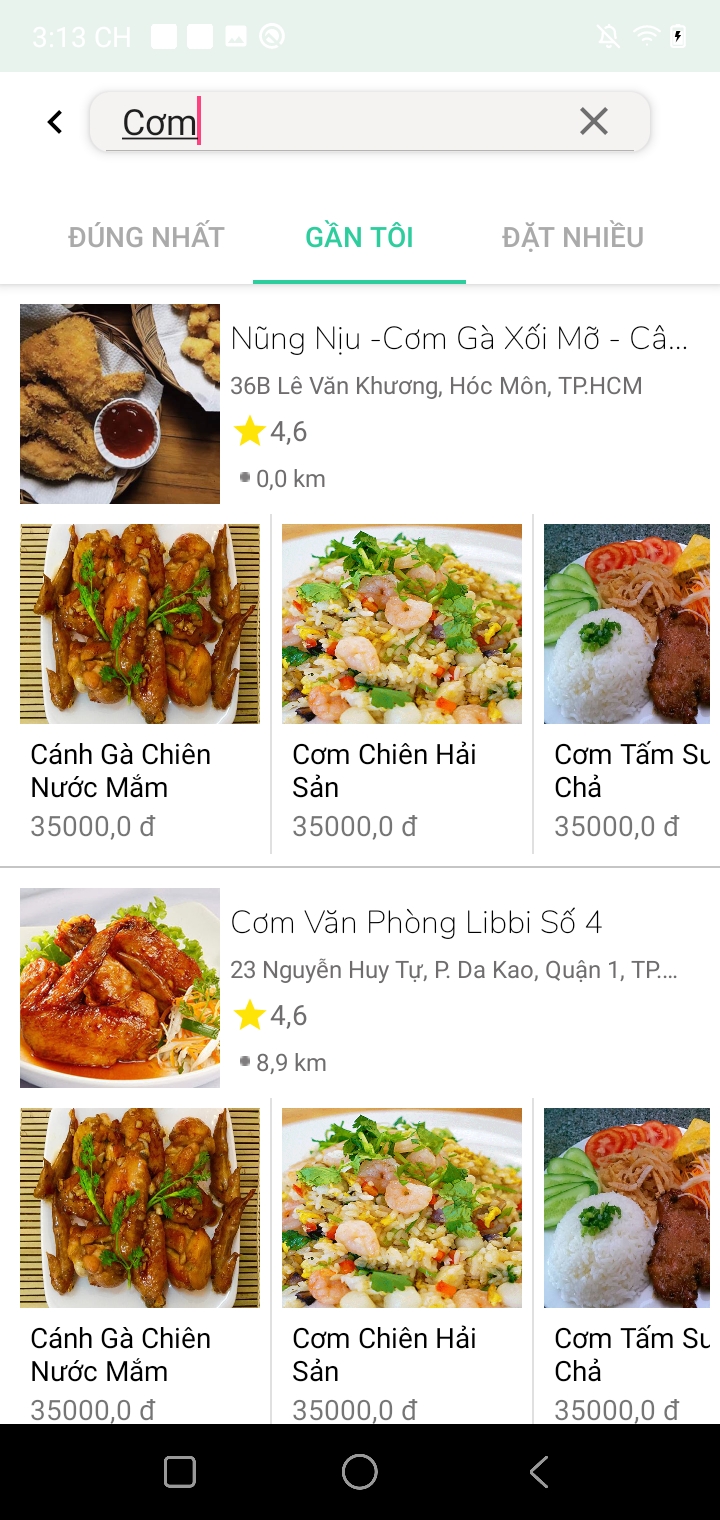 3:13 CH
Cơm
ĐÚNG NHẤT
GẦN TÔI
ĐẶT NHIỀU
Nũng Nịu -Cơm Gà Xối Mỡ - Câ...
36B Lê Văn Khương, Hóc Môn, TP.HCM
4,6
0,0 km
Cánh Gà Chiên
Nước Mắm
35000,0 đ
Cơm Chiên Hải
Sản
35000,0 đ
Cơm Tấm Sư
Chả
35000,0 đ
Cơm Văn Phòng Libbi Số 4
23 Nguyễn Huy Tự, P. Da Kao, Quận 1, TP....
4,6
8,9 km
Cánh Gà Chiên
Nước Mắm
35000,0 đ
Cơm Chiên Hải
Sản
35000,0 đ
Cơm Tấm Sư
Chả
35000,0 đ